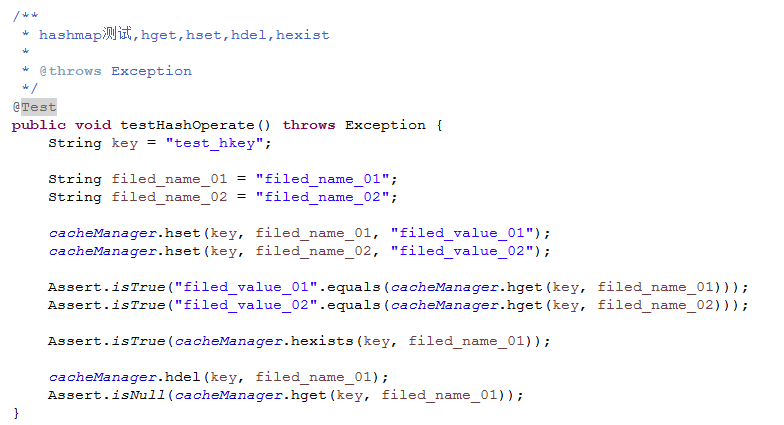 /**
 * hashmap测试,hget,hset,hdel,hexist
 *
 * @throws Exception
 */
@Test
public void testHashOperate() throws Exception {
    String key = "test_hkey";

    String filed_name_01 = "filed_name_01";
    String filed_name_02 = "filed_name_02";

    cacheManager.hset(key, filed_name_01, "filed_value_01");
    cacheManager.hset(key, filed_name_02, "filed_value_02");

    Assert.isTrue("filed_value_01".equals(cacheManager.hget(key, filed_name_01)));
    Assert.isTrue("filed_value_02".equals(cacheManager.hget(key, filed_name_02)));

    Assert.isTrue(cacheManager.hexists(key, filed_name_01));

    cacheManager.hdel(key, filed_name_01);
    Assert.isNull(cacheManager.hget(key, filed_name_01));
}